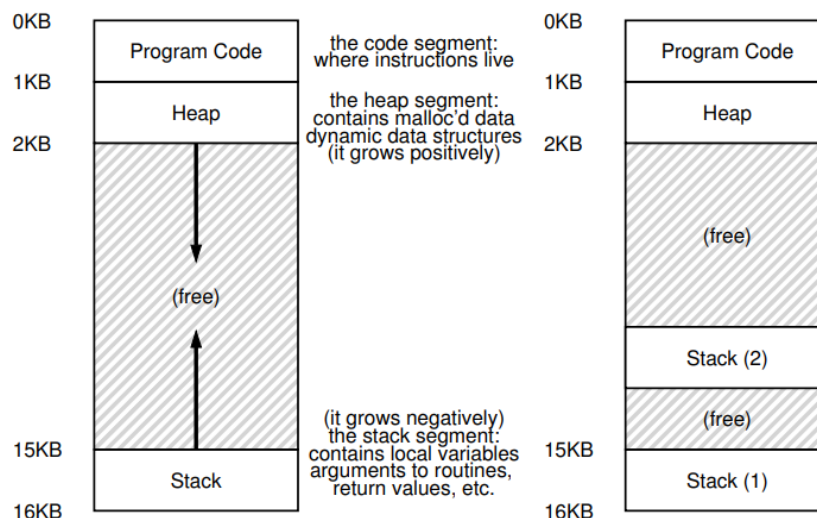 0KB
Program Code
the code segment:
where instructions live
1KB
Heap
the heap segment:
contains malloc'd data
dynamic data structures
(it grows positively)
2KB
(free)
(it grows negatively)
the stack segment:
contains local variables
arguments to routines,
return values, etc.
15KB
Stack
16KB
0KB
Program Code
1KB
Heap
2KB
(free)
Stack (2)
(free)
15KB
Stack (1)
16KB